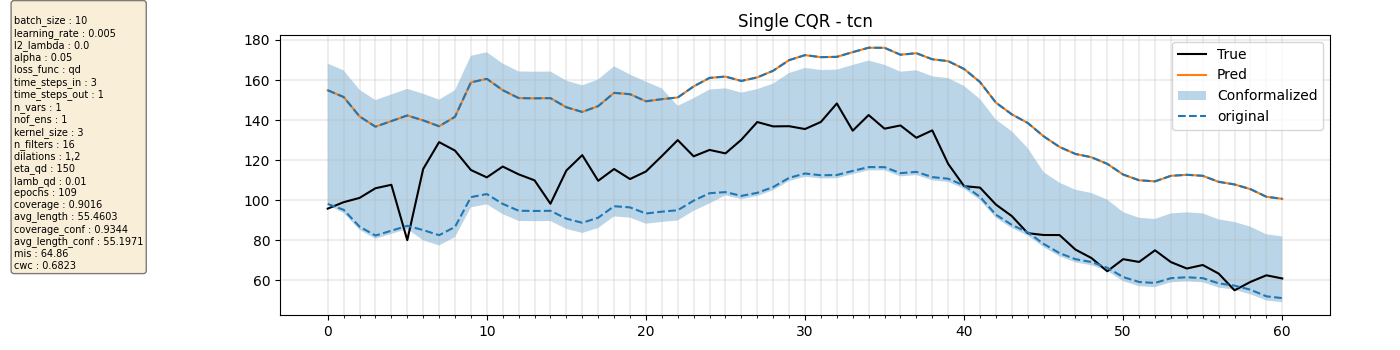 batch_size : 10
learning_rate : 0.005
l2_lambda : 0.0
alpha : 0.05
loss_func : qd
time_steps_in : 3
time_steps_out : 1
n_vars : 1
nof_ens : 1
kernel_size : 3
n_filters : 16
dilations : 1,2
eta_qd : 150
lamb_qd : 0.01
epochs : 109
coverage : 0.9016
avg_length : 55.4603
coverage_conf : 0.9344
avg_length_conf : 55.1971
mis : 64.86
cwc : 0.6823
Single CQR - tcn
180
160
140
120
100
80
60
0 10 20 30 40 50 60
True
Pred
Conformalized
original